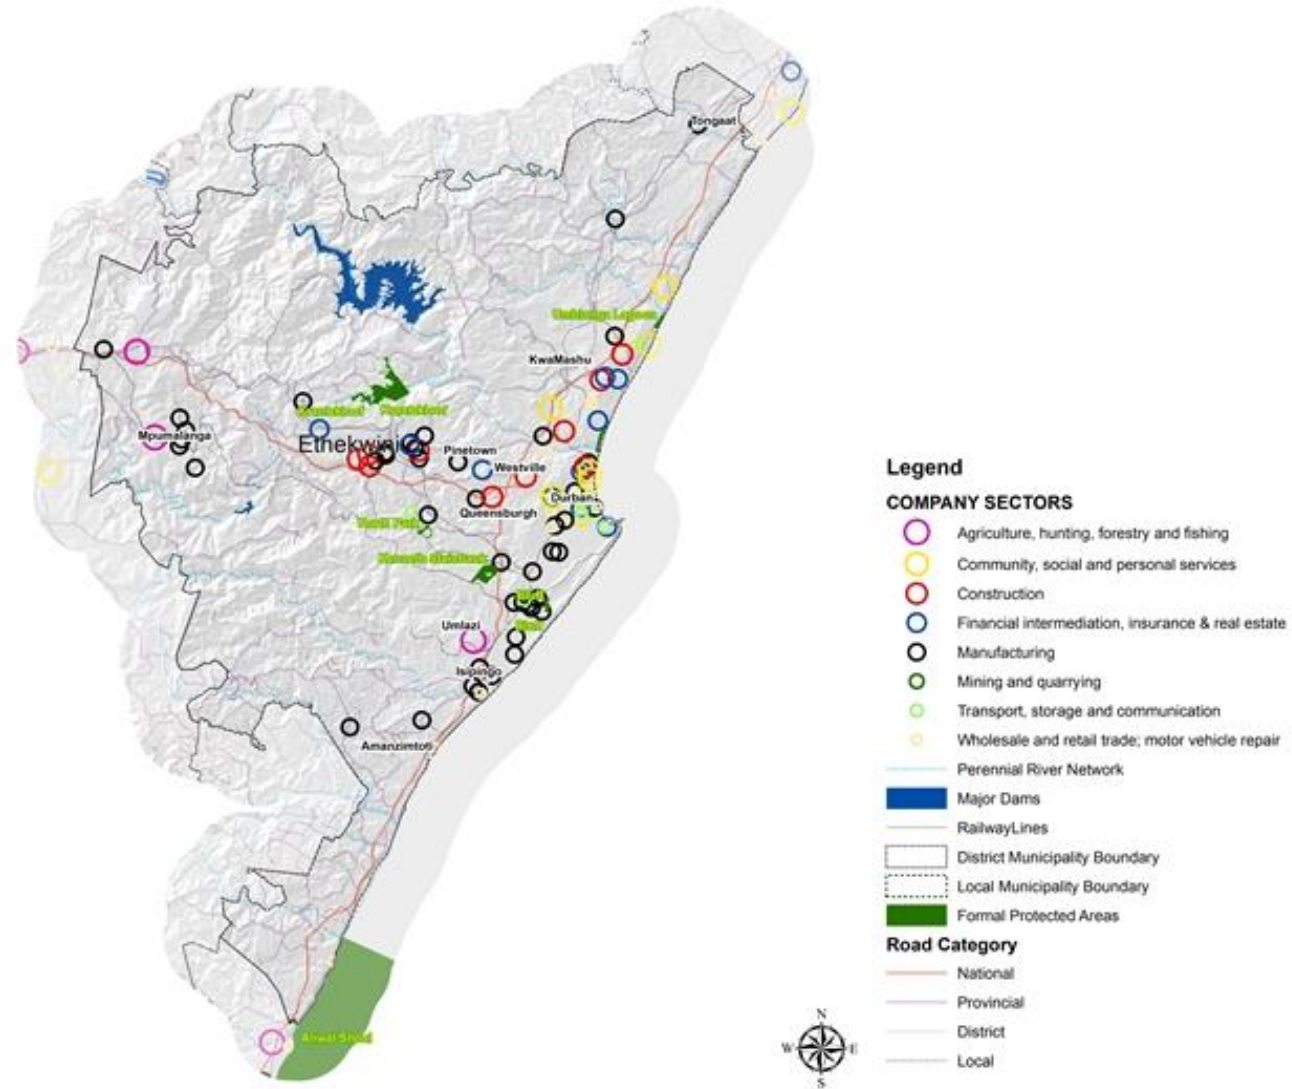 Tongaat
Umhlanga Lagoon
KwaMashu
Mpumalanga
Ethekwini
Pinetown
Westville
Durban
Queensburgh
Umlazi
Isipingo
Amanzimtoti
Legend
COMPANY SECTORS
Agriculture, hunting, forestry and fishing
Community, social and personal services
Construction
Financial intermediation, insurance & real estate
Manufacturing
Mining and quarrying
Transport, storage and communication
Wholesale and retail trade; motor vehicle repair
Perennial River Network
Major Dams
RailwayLines
District Municipality Boundary
Local Municipality Boundary
Formal Protected Areas
Road Category
National
Provincial
District
Local
N
W E
S